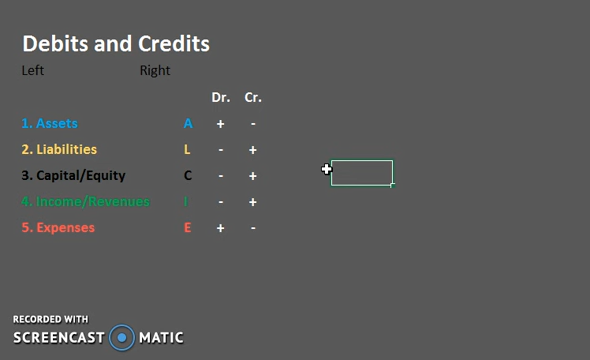 Debits and Credits
Left Right
Dr. Cr.
1. Assets A + -
2. Liabilities L - +
3. Capital/Equity C - +
4. Income/Revenues I - +
5. Expenses E + -
RECORDED WITH
SCREENCAST MATIC